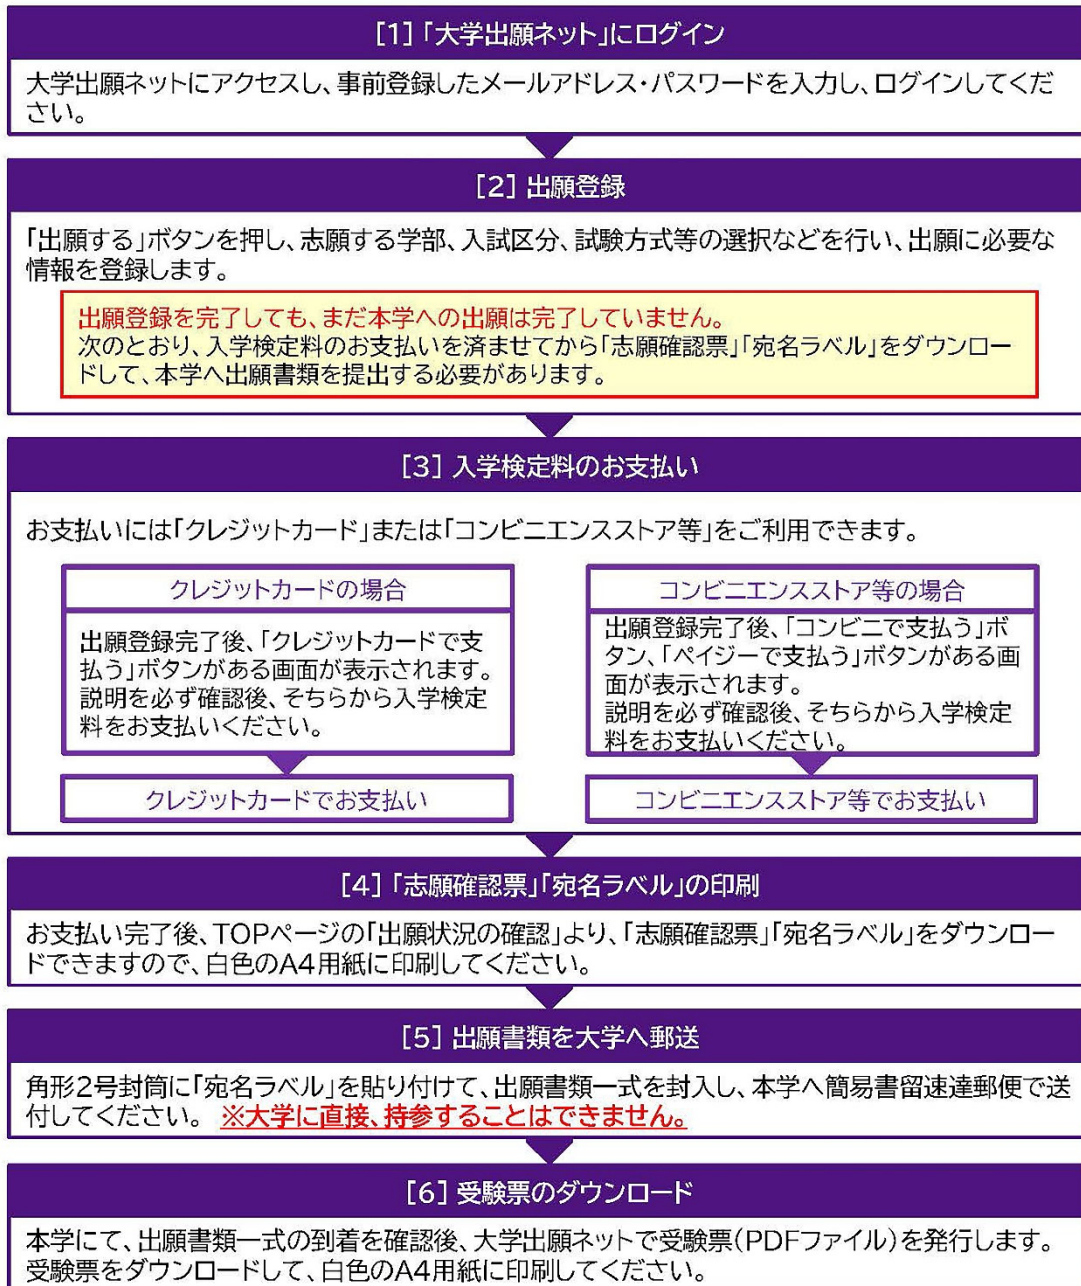 [1]「大学出願ネット」にログイン
大学出願ネットにアクセスし、事前登録したメールアドレス・パスワードを入力し、ログインしてくだ
さい。
[2] 出願登録
「出願する」ボタンを押し、志願する学部、入試区分、試験方式等の選択などを行い、出願に必要な
情報を登録します。
出願登録を完了しても、まだ本学への出願は完了していません。
次のとおり、入学検定料のお支払いを済ませてから「志願確認票」「宛名ラベル」をダウンロー
ドして、本学へ出願書類を提出する必要があります。
[3] 入学検定料のお支払い
お支払いには「クレジットカード」または「コンビニエンスストア等」をご利用できます。
クレジットカードの場合
出願登録完了後、「クレジットカードで支
払う」ボタンがある画面が表示されます。
説明を必ず確認後、そちらから入学検定
料をお支払いください。
クレジットカードでお支払い
コンビニエンスストア等の場合
出願登録完了後、「コンビニで支払う」ボ
タン、「ペイジーで支払う」ボタンがある画
面が表示されます。
説明を必ず確認後、そちらから入学検定
料をお支払いください。
コンビニエンスストア等でお支払い
[4]「志願確認票」「宛名ラベル」の印刷
お支払い完了後、TOPページの「出願状況の確認」より、「志願確認票」「宛名ラベル」をダウンロー
ドできますので、白色のA4用紙に印刷してください。
[5] 出願書類を大学へ郵送
角形2号封筒に「宛名ラベル」を貼り付けて、出願書類一式を封入し、本学へ簡易書留速達郵便で送
付してください。 ※大学に直接、持参することはできません。
[6] 受験票のダウンロード
本学にて、出願書類一式の到着を確認後、大学出願ネットで受験票(PDFファイル)を発行します。
受験票をダウンロードして、白色のA4用紙に印刷してください。